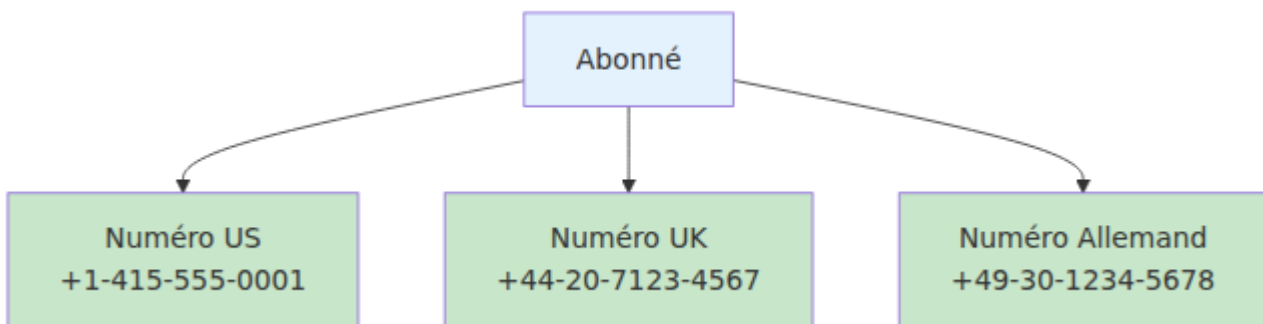 Abonné
Numéro US
+1-415-555-0001
Numéro UK
+44-20-7123-4567
Numéro Allemand
+49-30-1234-5678